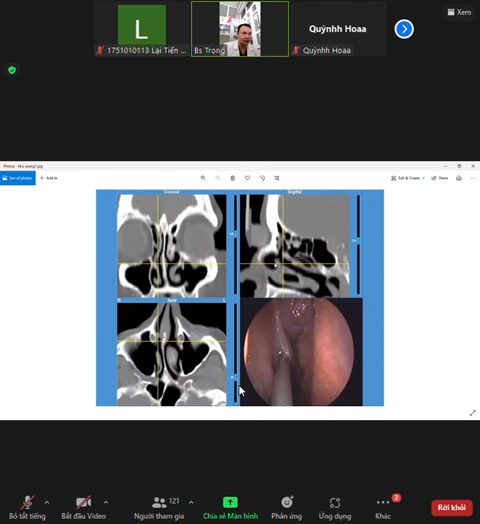 Xem
L
Quỳnhh Hoaa
1751010113 Lại Tiến ...
Bs Trọng
Quỳnhh Hoaa
Photos - Mui xoang1.jpg
See all photos
Add to
Edit & Create
Share
Coronal
Sagittal
Axial
R
L
Bỏ tắt tiếng
Bắt đầu Video
121
Người tham gia
Chia sẻ Màn hình
Phản ứng
Ứng dụng
2
Khác
Rời khỏi